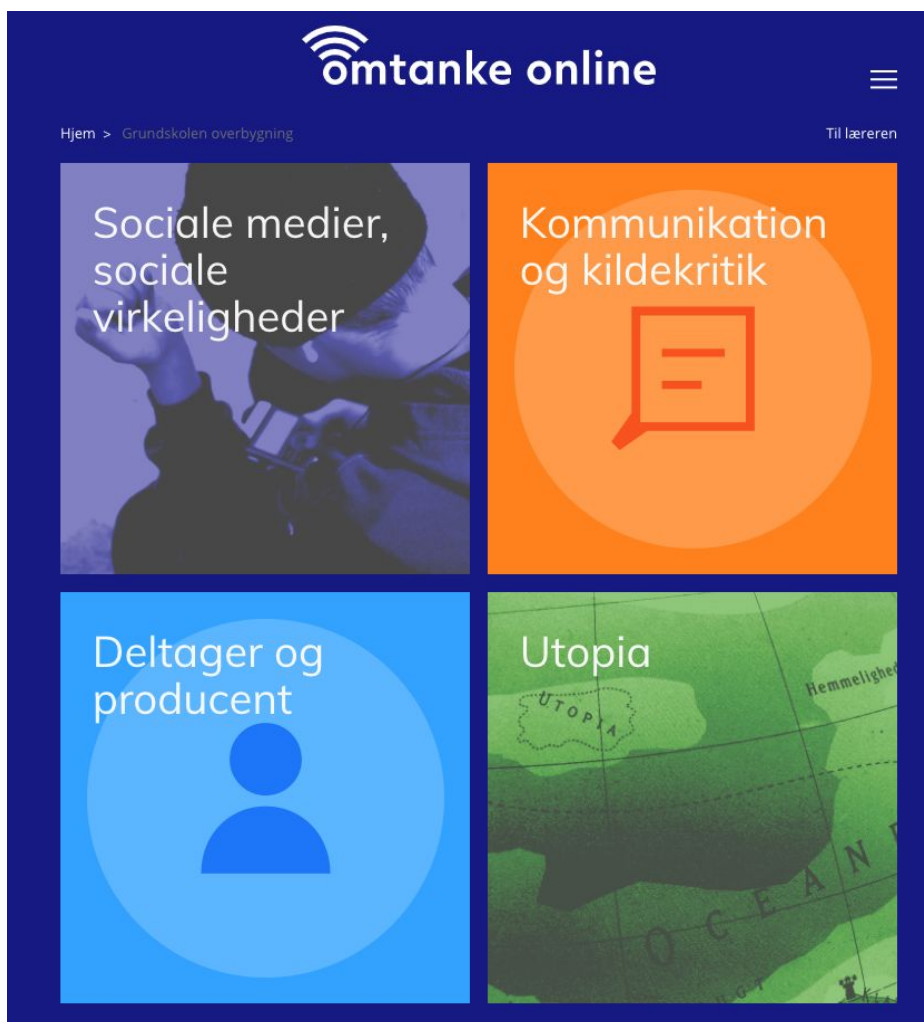 omtanke online
Hjem > Grundskolen overbygning
Til læreren
Sociale medier,
sociale
virkeligheder
Kommunikation
og kildekritik
Deltager og
producent
Utopia
UTOPIA
OCEAN